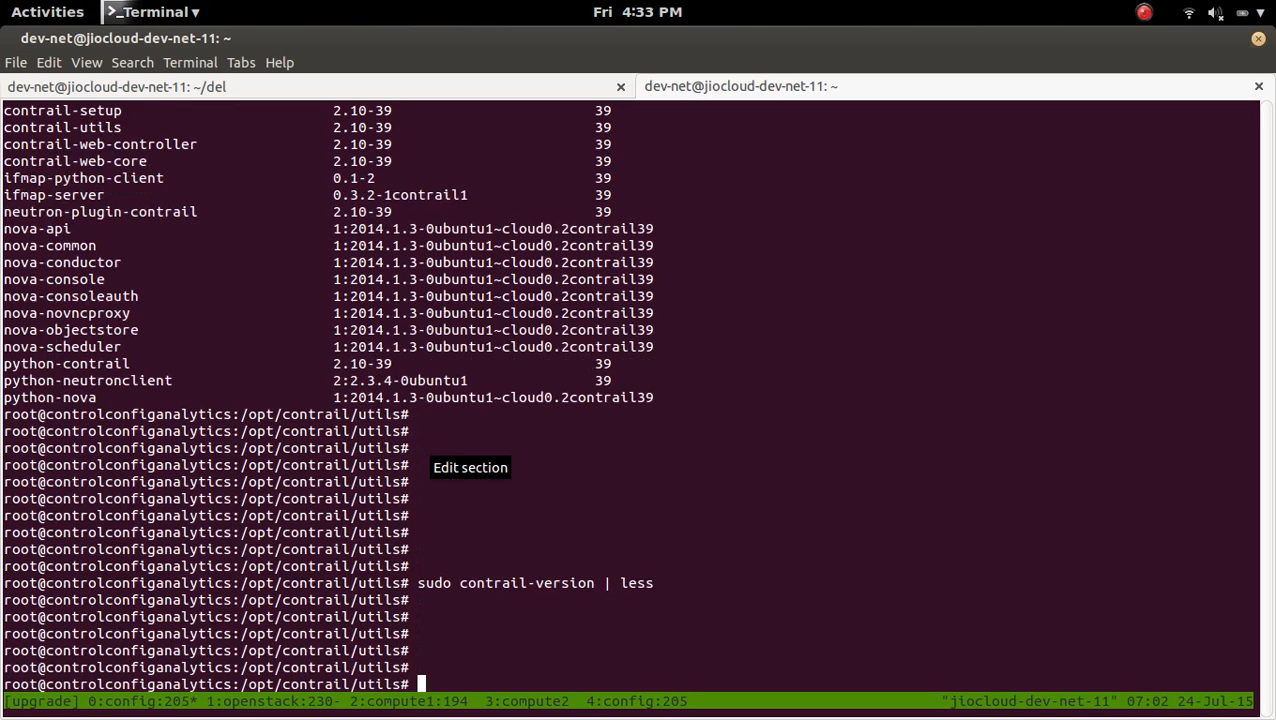 Activities >_ Terminal ▾ Fri 4:33 PM
dev-net@jiocloud-dev-net-11: ~
File Edit View Search Terminal Tabs Help
dev-net@jiocloud-dev-net-11: ~/del × dev-net@jiocloud-dev-net-11: ~ ×
contrail-setup 2.10-39 39
contrail-utils 2.10-39 39
contrail-web-controller 2.10-39 39
contrail-web-core 2.10-39 39
ifmap-python-client 0.1-2 39
ifmap-server 0.3.2-1contrail1 39
neutron-plugin-contrail 2.10-39 39
nova-api 1:2014.1.3-0ubuntu1~cloud0.2contrail39
nova-common 1:2014.1.3-0ubuntu1~cloud0.2contrail39
nova-conductor 1:2014.1.3-0ubuntu1~cloud0.2contrail39
nova-console 1:2014.1.3-0ubuntu1~cloud0.2contrail39
nova-consoleauth 1:2014.1.3-0ubuntu1~cloud0.2contrail39
nova-novncproxy 1:2014.1.3-0ubuntu1~cloud0.2contrail39
nova-objectstore 1:2014.1.3-0ubuntu1~cloud0.2contrail39
nova-scheduler 1:2014.1.3-0ubuntu1~cloud0.2contrail39
python-contrail 2.10-39 39
python-neutronclient 2:2.3.4-0ubuntu1 39
python-nova 1:2014.1.3-0ubuntu1~cloud0.2contrail39
root@controlconfiganalytics:/opt/contrail/utils#
root@controlconfiganalytics:/opt/contrail/utils#
root@controlconfiganalytics:/opt/contrail/utils#
root@controlconfiganalytics:/opt/contrail/utils# Edit section
root@controlconfiganalytics:/opt/contrail/utils#
root@controlconfiganalytics:/opt/contrail/utils#
root@controlconfiganalytics:/opt/contrail/utils#
root@controlconfiganalytics:/opt/contrail/utils#
root@controlconfiganalytics:/opt/contrail/utils#
root@controlconfiganalytics:/opt/contrail/utils#
root@controlconfiganalytics:/opt/contrail/utils# sudo contrail-version | less
root@controlconfiganalytics:/opt/contrail/utils#
root@controlconfiganalytics:/opt/contrail/utils#
root@controlconfiganalytics:/opt/contrail/utils#
root@controlconfiganalytics:/opt/contrail/utils#
root@controlconfiganalytics:/opt/contrail/utils#
root@controlconfiganalytics:/opt/contrail/utils#
[upgrade] 0:config:205* 1:openstack:230- 2:compute1:194 3:compute2 4:config:205 "jiocloud-dev-net-11" 07:02 24-Jul-15